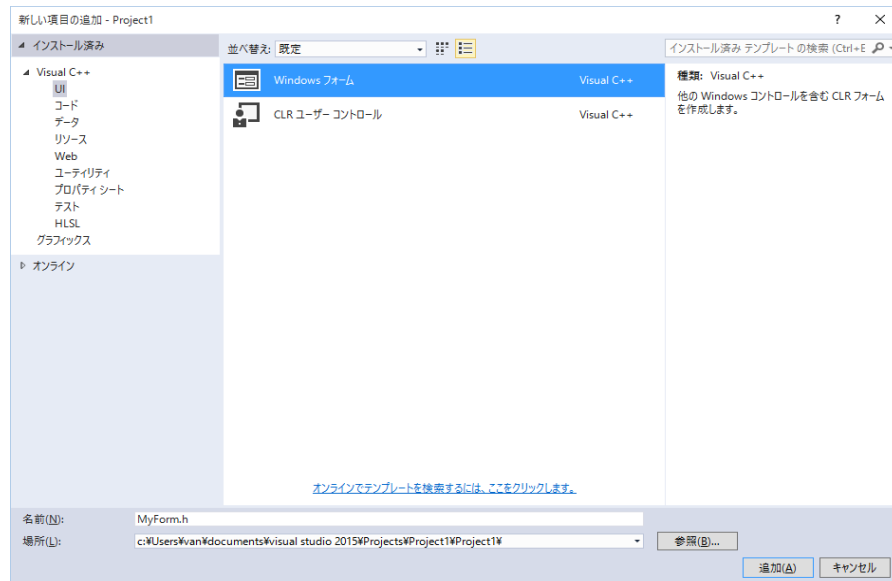 新しい項目の追加 - Project1
? ×
インストール済み
並べ替え: 既定
インストール済み テンプレート の検索 (Ctrl+E
Visual C++
UI
コード
データ
リソース
Web
ユーティリティ
プロパティ シート
テスト
HLSL
グラフィックス
オンライン
Windows フォーム Visual C++
CLR ユーザー コントロール Visual C++
種類: Visual C++
他の Windows コントロールを含む CLR フォーム
を作成します。
オンラインでテンプレートを検索するには、ここをクリックします。
名前(N): MyForm.h
場所(L): c:¥Users¥van¥documents¥visual studio 2015¥Projects¥Project1¥Project1¥
参照(B)...
追加(A) キャンセル